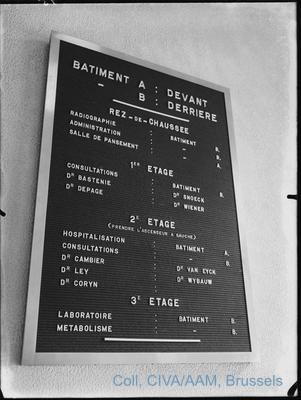 BATIMENT A : DEVANT
- B : DERRIERE
REZ-DE-CHAUSSEE
RADIOGRAPHIE : BATIMENT B.
ADMINISTRATION : - B.
SALLE DE PANSEMENT : - A.
1ER ETAGE
CONSULTATIONS : BATIMENT B.
DR BASTENIE : DR SNOECK
DR DEPAGE : DR WIENER
2E ETAGE
(PRENDRE L'ASCENSEUR A GAUCHE)
HOSPITALISATION : BATIMENT A.
CONSULTATIONS : - B.
DR CAMBIER : DR VAN EYCK
DR LEY : DR WYBAUW
DR CORYN :
3E ETAGE
LABORATOIRE : BATIMENT B.
METABOLISME : - B.
Coll. CIVA/AAM, Brussels